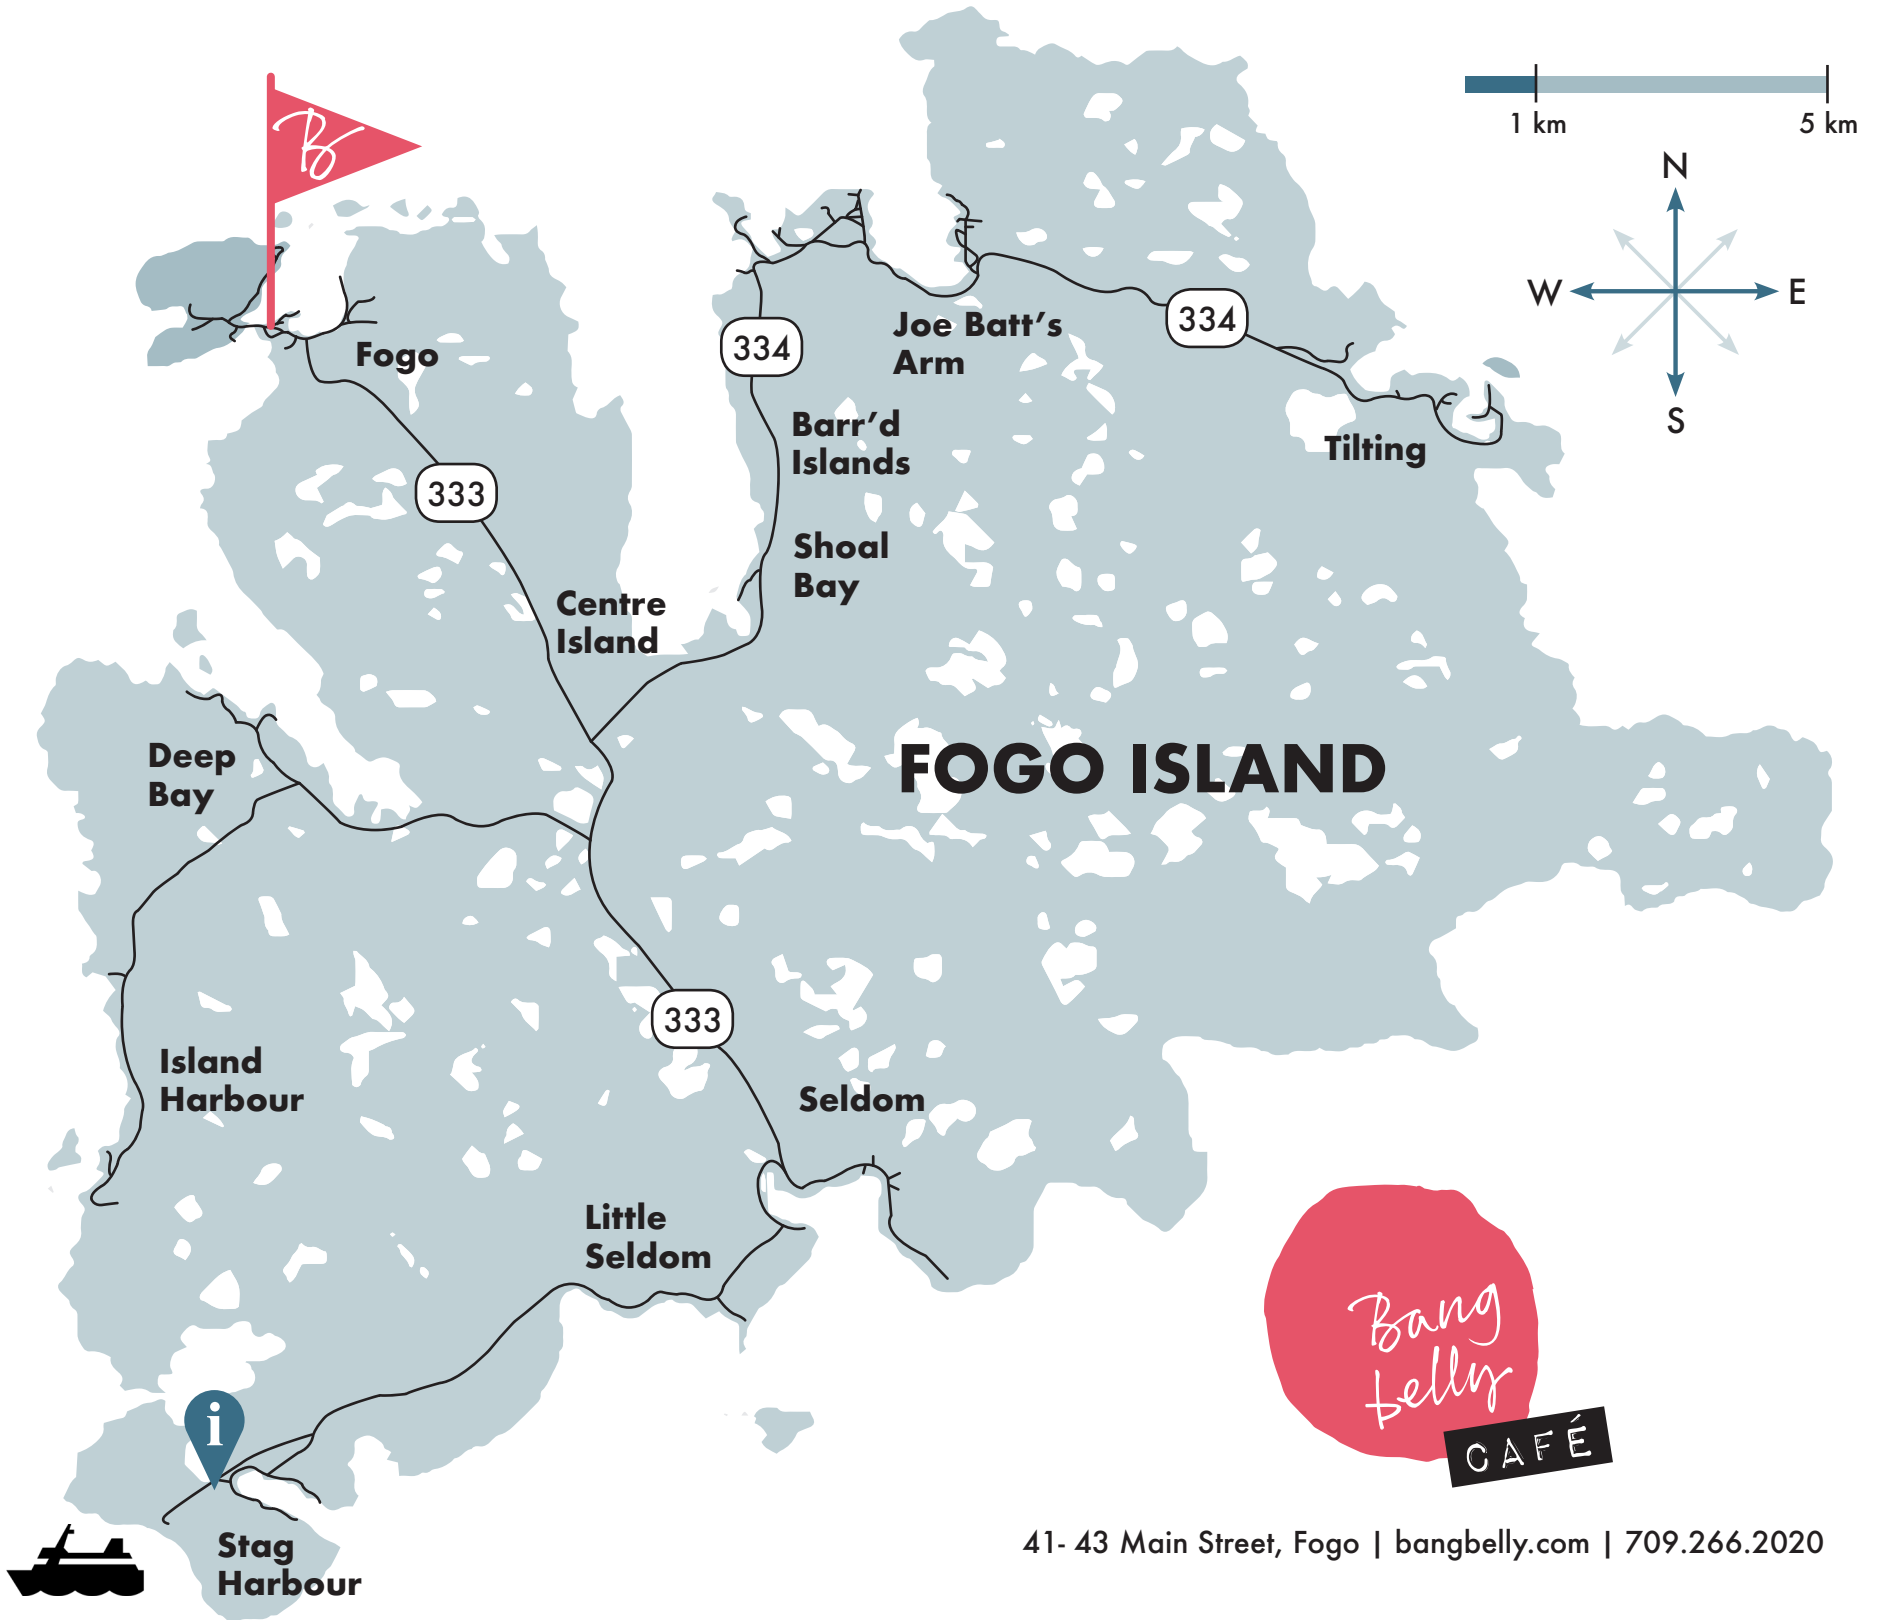 B
1 km
5 km
N
W
E
S
Fogo
334
Joe Batt's
Arm
334
Barr'd
Islands
Tilting
333
Shoal
Bay
Centre
Island
Deep
Bay
FOGO ISLAND
333
Island
Harbour
Seldom
Little
Seldom
i
Stag
Harbour
Bang
belly
CAFÉ
41- 43 Main Street, Fogo | bangbelly.com | 709.266.2020